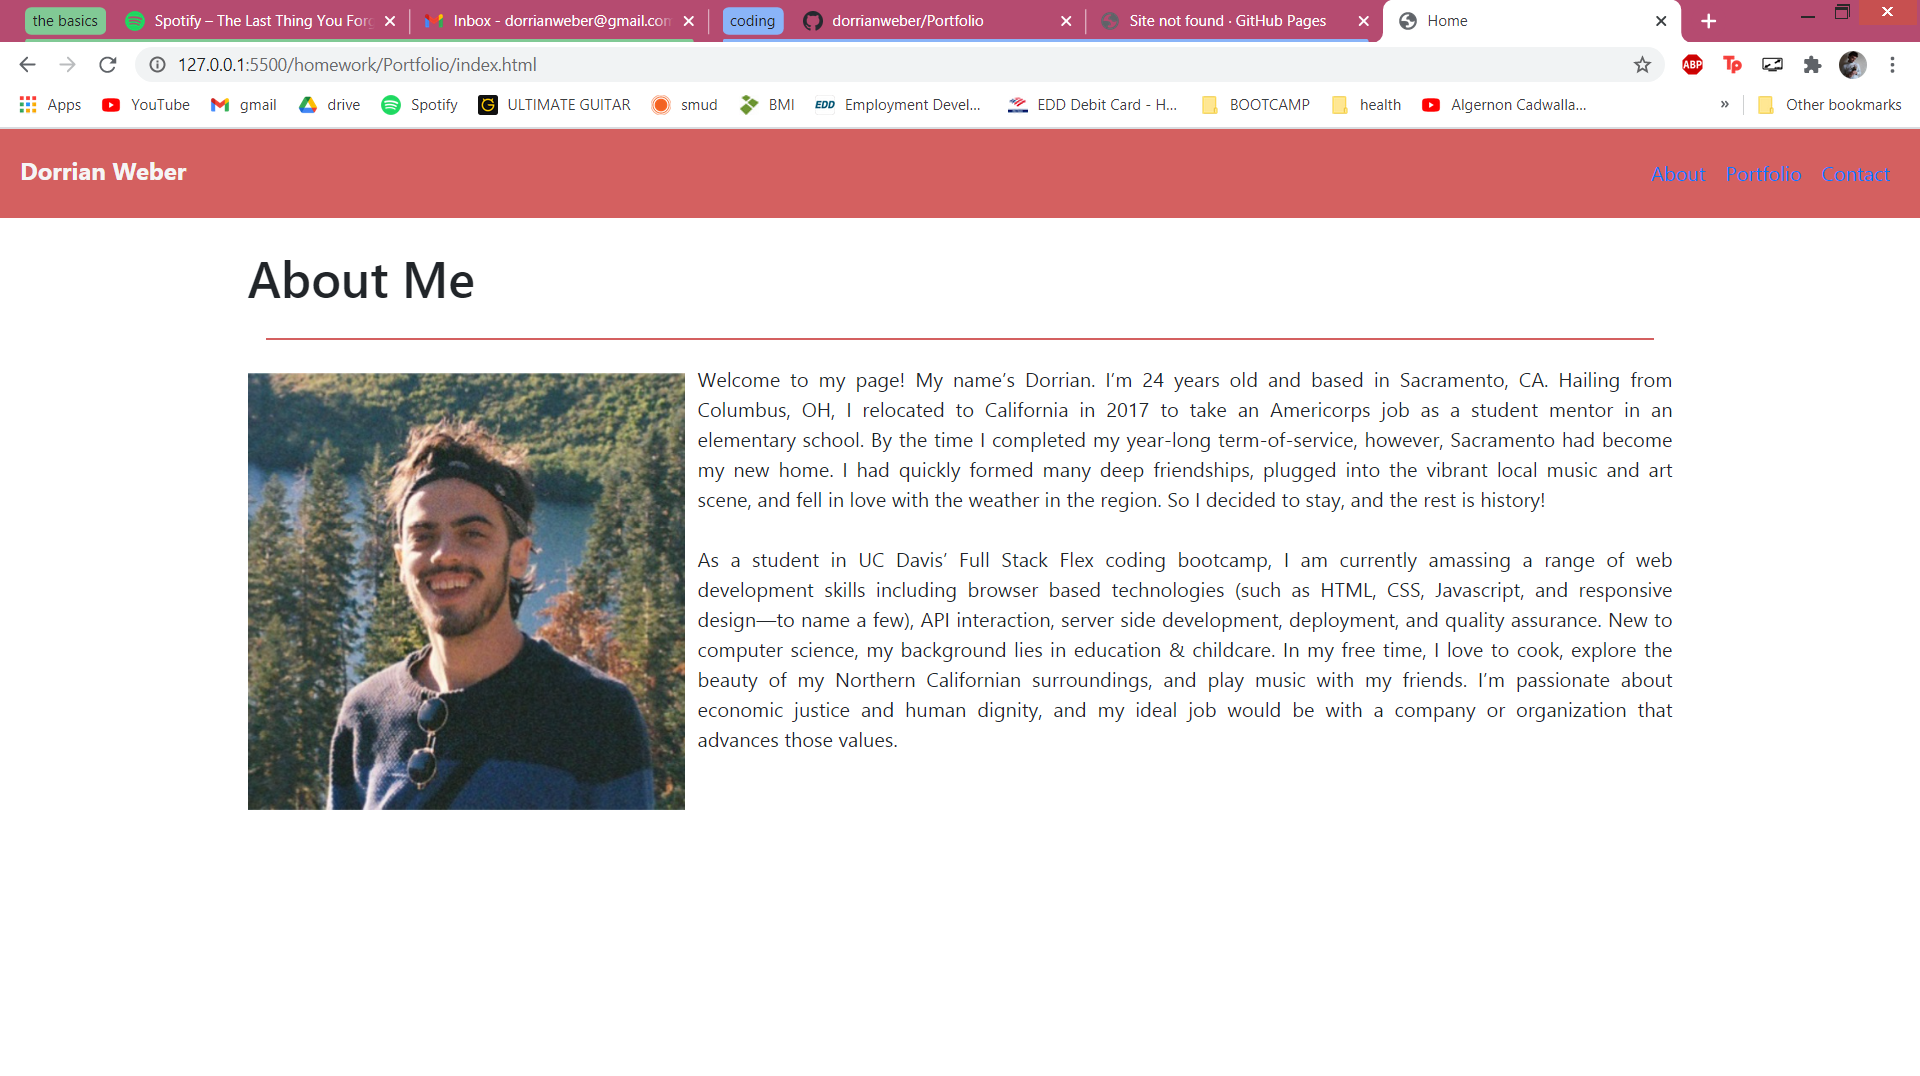 the basics
Spotify – The Last Thing You Forg
Inbox - dorrianweber@gmail.com
coding
dorrianweber/Portfolio
Site not found · GitHub Pages
Home
127.0.0.1:5500/homework/Portfolio/index.html
ABP
Tp
Apps
YouTube
gmail
drive
Spotify
G
ULTIMATE GUITAR
smud
BMI
EDD
Employment Devel...
EDD Debit Card - H...
BOOTCAMP
health
Algernon Cadwalla...
»
Other bookmarks
Dorrian Weber
About
Portfolio
Contact
About Me
Welcome to my page! My name’s Dorrian. I’m 24 years old and based in Sacramento, CA. Hailing from
Columbus, OH, I relocated to California in 2017 to take an Americorps job as a student mentor in an
elementary school. By the time I completed my year-long term-of-service, however, Sacramento had become
my new home. I had quickly formed many deep friendships, plugged into the vibrant local music and art
scene, and fell in love with the weather in the region. So I decided to stay, and the rest is history!
As a student in UC Davis’ Full Stack Flex coding bootcamp, I am currently amassing a range of web
development skills including browser based technologies (such as HTML, CSS, Javascript, and responsive
design—to name a few), API interaction, server side development, deployment, and quality assurance. New to
computer science, my background lies in education & childcare. In my free time, I love to cook, explore the
beauty of my Northern Californian surroundings, and play music with my friends. I’m passionate about
economic justice and human dignity, and my ideal job would be with a company or organization that
advances those values.